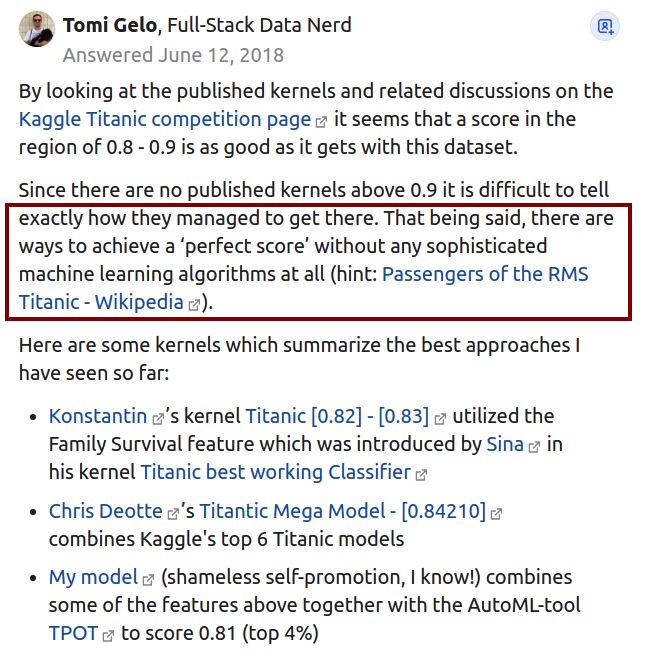 Tomi Gelo, Full-Stack Data Nerd
Answered June 12, 2018
By looking at the published kernels and related discussions on the
Kaggle Titanic competition page it seems that a score in the
region of 0.8 - 0.9 is as good as it gets with this dataset.
Since there are no published kernels above 0.9 it is difficult to tell
exactly how they managed to get there. That being said, there are
ways to achieve a ‘perfect score’ without any sophisticated
machine learning algorithms at all (hint: Passengers of the RMS
Titanic - Wikipedia).
Here are some kernels which summarize the best approaches I
have seen so far:
• Konstantin’s kernel Titanic [0.82] - [0.83] utilized the
Family Survival feature which was introduced by Sina in
his kernel Titanic best working Classifier
• Chris Deotte’s Titantic Mega Model - [0.84210]
combines Kaggle's top 6 Titanic models
• My model (shameless self-promotion, I know!) combines
some of the features above together with the AutoML-tool
TPOT to score 0.81 (top 4%)